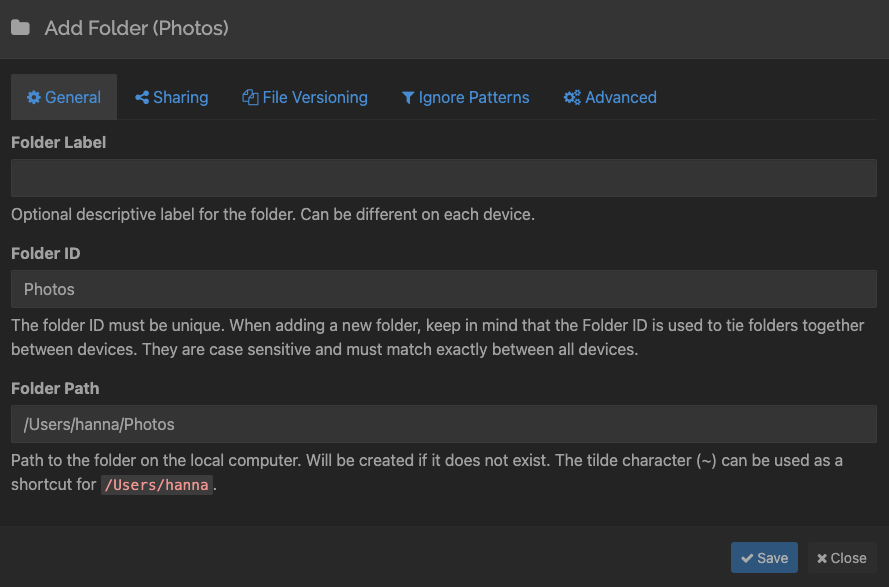 Add Folder (Photos)
General
Sharing
File Versioning
Ignore Patterns
Advanced
Folder Label
Optional descriptive label for the folder. Can be different on each device.
Folder ID
Photos
The folder ID must be unique. When adding a new folder, keep in mind that the Folder ID is used to tie folders together
between devices. They are case sensitive and must match exactly between all devices.
Folder Path
/Users/hanna/Photos
Path to the folder on the local computer. Will be created if it does not exist. The tilde character (~) can be used as a
shortcut for /Users/hanna.
Save
Close